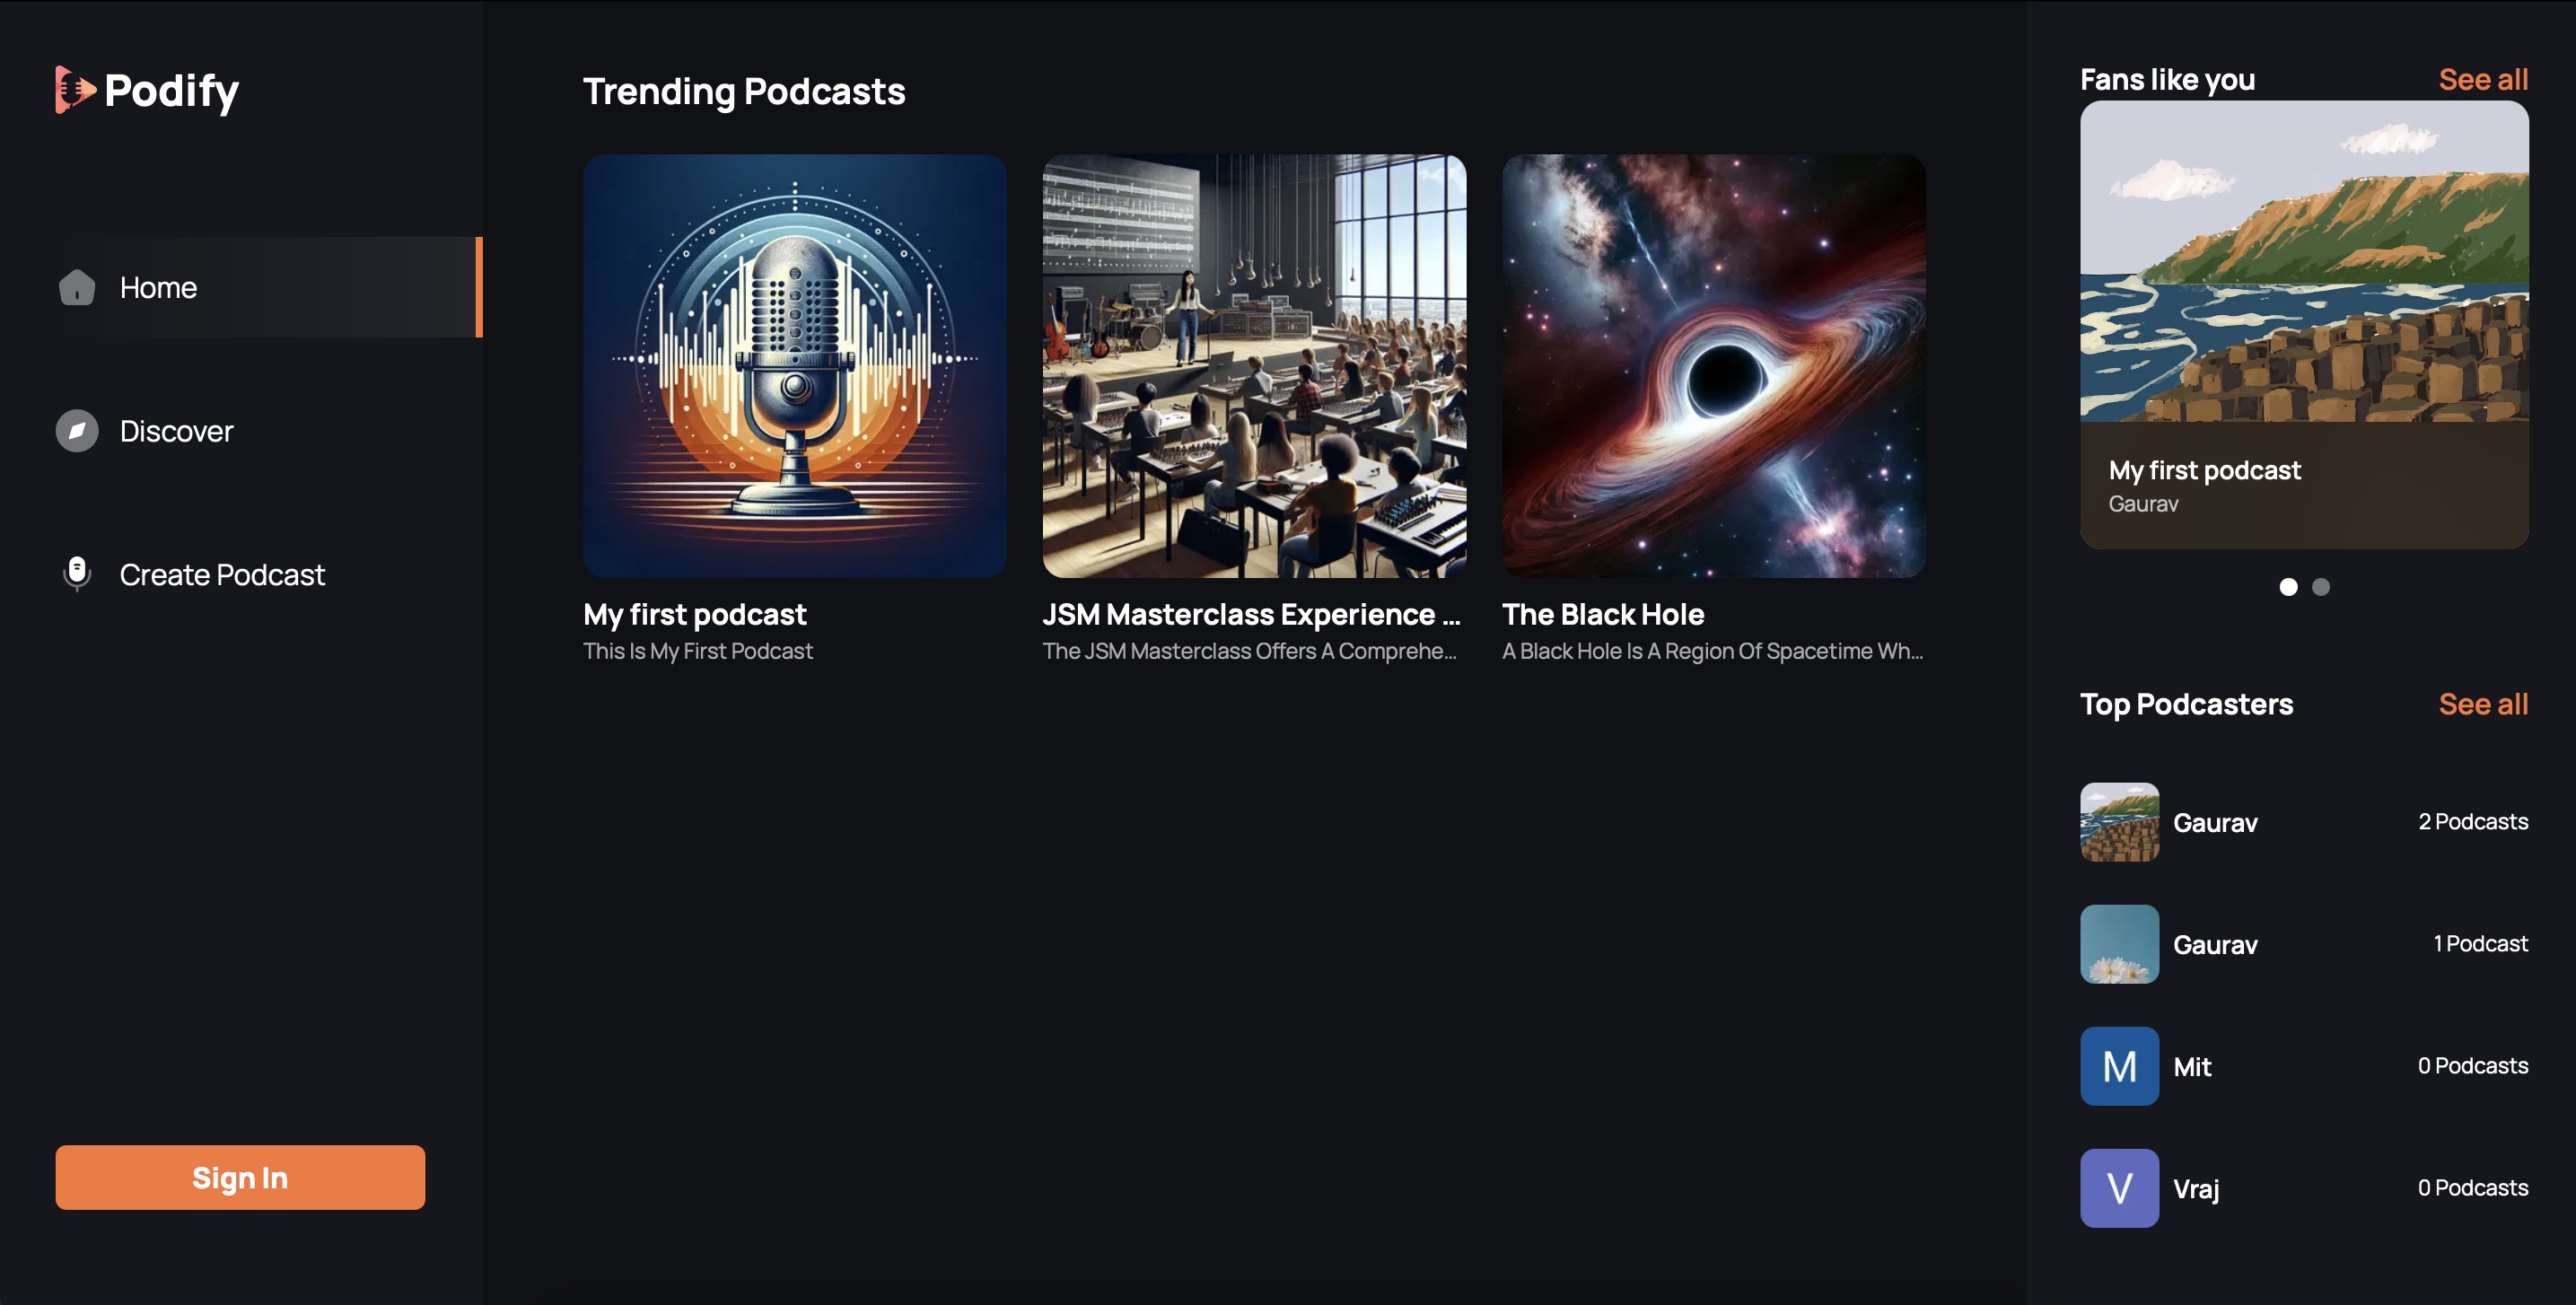 Podify
Home
Discover
Create Podcast
Sign In
Trending Podcasts
My first podcast
This Is My First Podcast
JSM Masterclass Experience ...
The JSM Masterclass Offers A Comprehe...
The Black Hole
A Black Hole Is A Region Of Spacetime Wh...
Fans like you
See all
My first podcast
Gaurav
Top Podcasters
See all
Gaurav
2 Podcasts
Gaurav
1 Podcast
M
Mit
0 Podcasts
V
Vraj
0 Podcasts